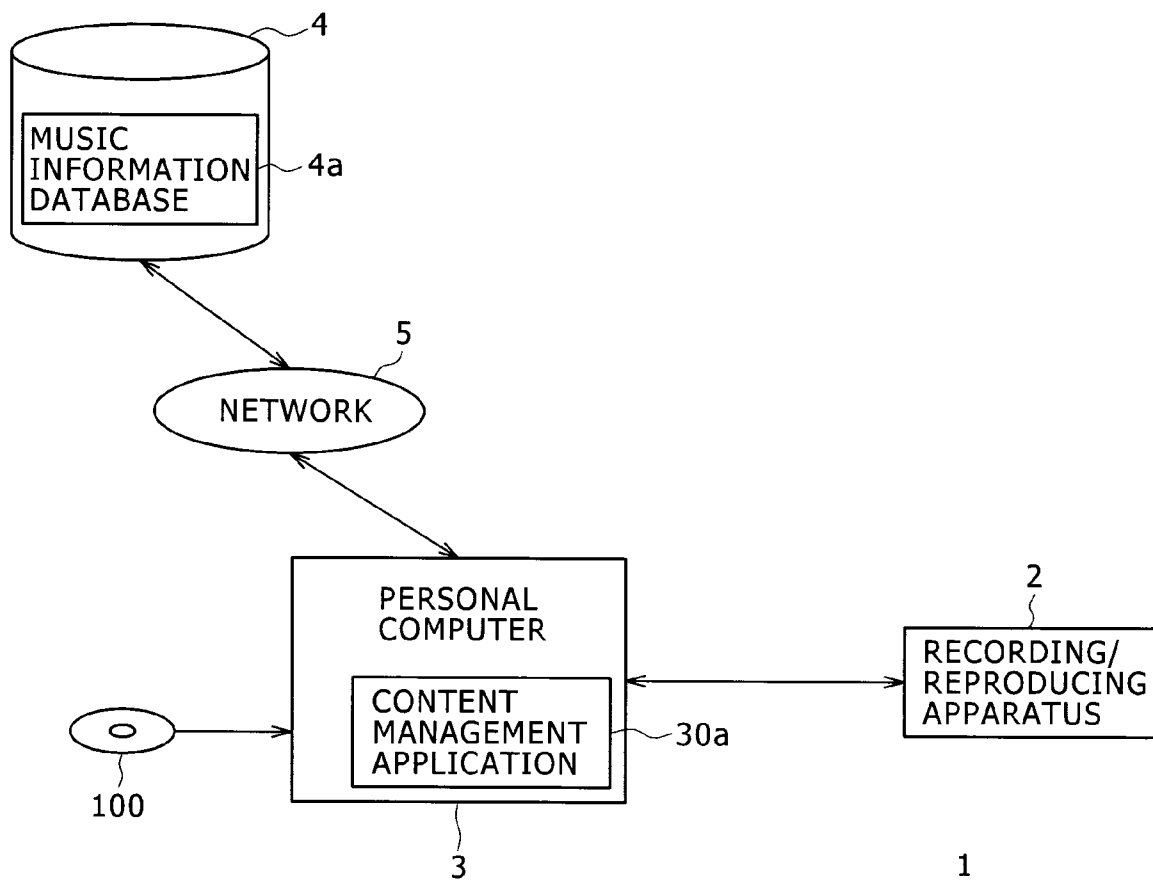 4
MUSIC
INFORMATION
DATABASE
4a
5
NETWORK
PERSONAL
COMPUTER
CONTENT
MANAGEMENT
APPLICATION
30a
2
RECORDING/
REPRODUCING
APPARATUS
100
3
1